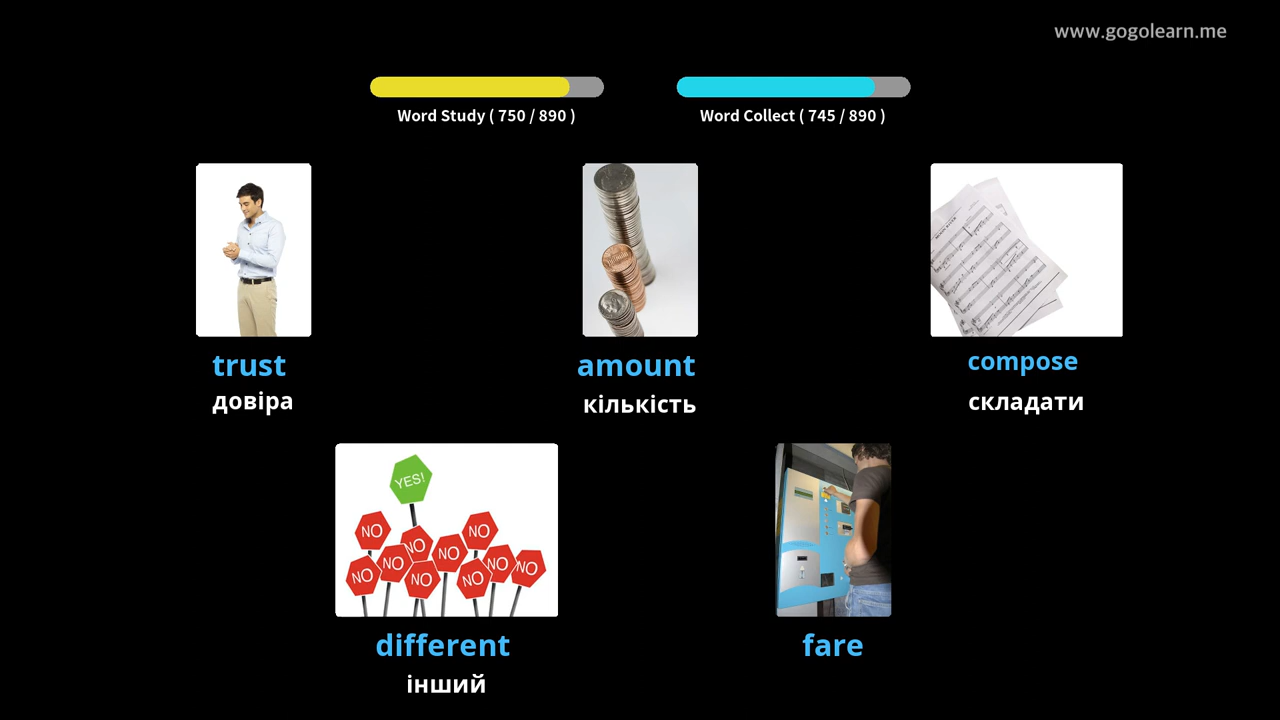 www.gogolearn.me
Word Study ( 750 / 890 )
Word Collect ( 745 / 890 )
trust
довіра
amount
кількість
compose
складати
YES!
NO
NO
NO
NO
NO
NO
NO
NO
NO
NO
different
інший
fare